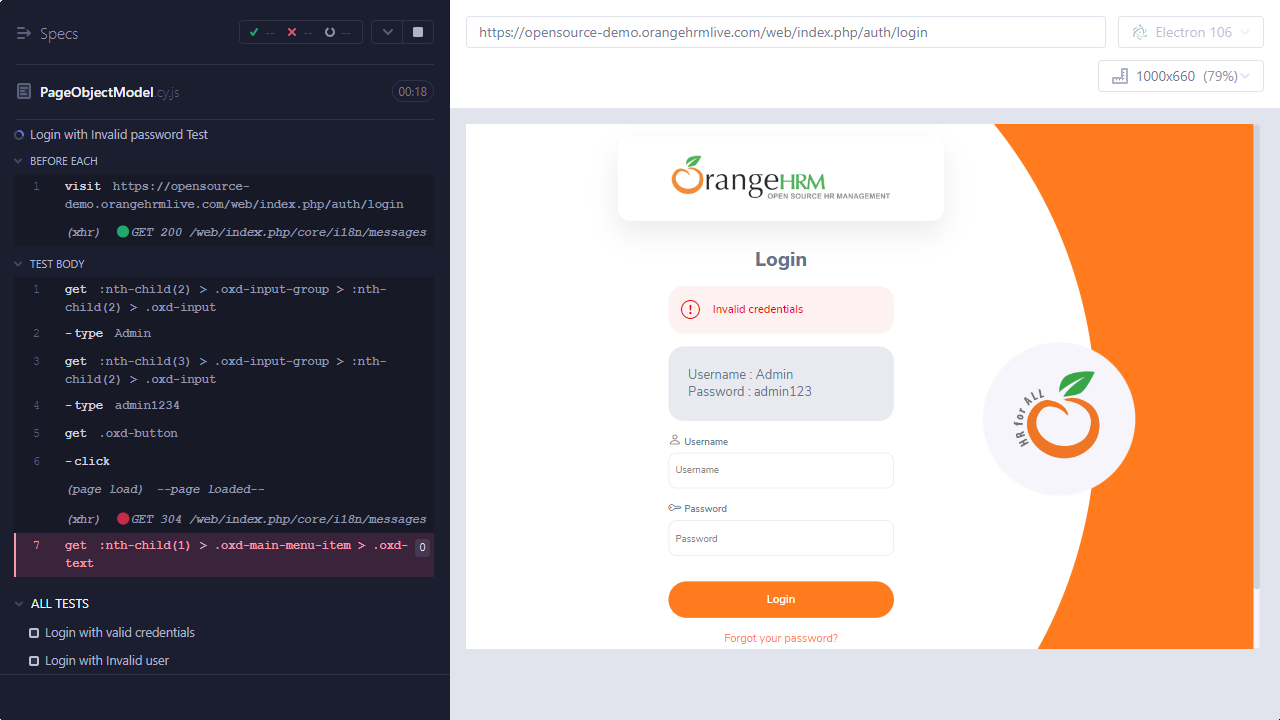 Specs
--
--
--
PageObjectModel.cy.js
00:18
Login with Invalid password Test
BEFORE EACH
1 visit https://opensource-
demo.orangehrmlive.com/web/index.php/auth/login
(xhr) GET 200 /web/index.php/core/i18n/messages
TEST BODY
1 get :nth-child(2) > .oxd-input-group > :nth-
child(2) > .oxd-input
2 -type Admin
3 get :nth-child(3) > .oxd-input-group > :nth-
child(2) > .oxd-input
4 -type admin1234
5 get .oxd-button
6 -click
(page load) --page loaded--
(xhr) GET 304 /web/index.php/core/i18n/messages
7 get :nth-child(1) > .oxd-main-menu-item > .oxd-
text
0
ALL TESTS
Login with valid credentials
Login with Invalid user
https://opensource-demo.orangehrmlive.com/web/index.php/auth/login
Electron 106
1000x660 (79%)
OrangeHRM
OPEN SOURCE HR MANAGEMENT
Login
! Invalid credentials
Username : Admin
Password : admin123
Username
Username
Password
Password
Login
Forgot your password?
HR for ALL